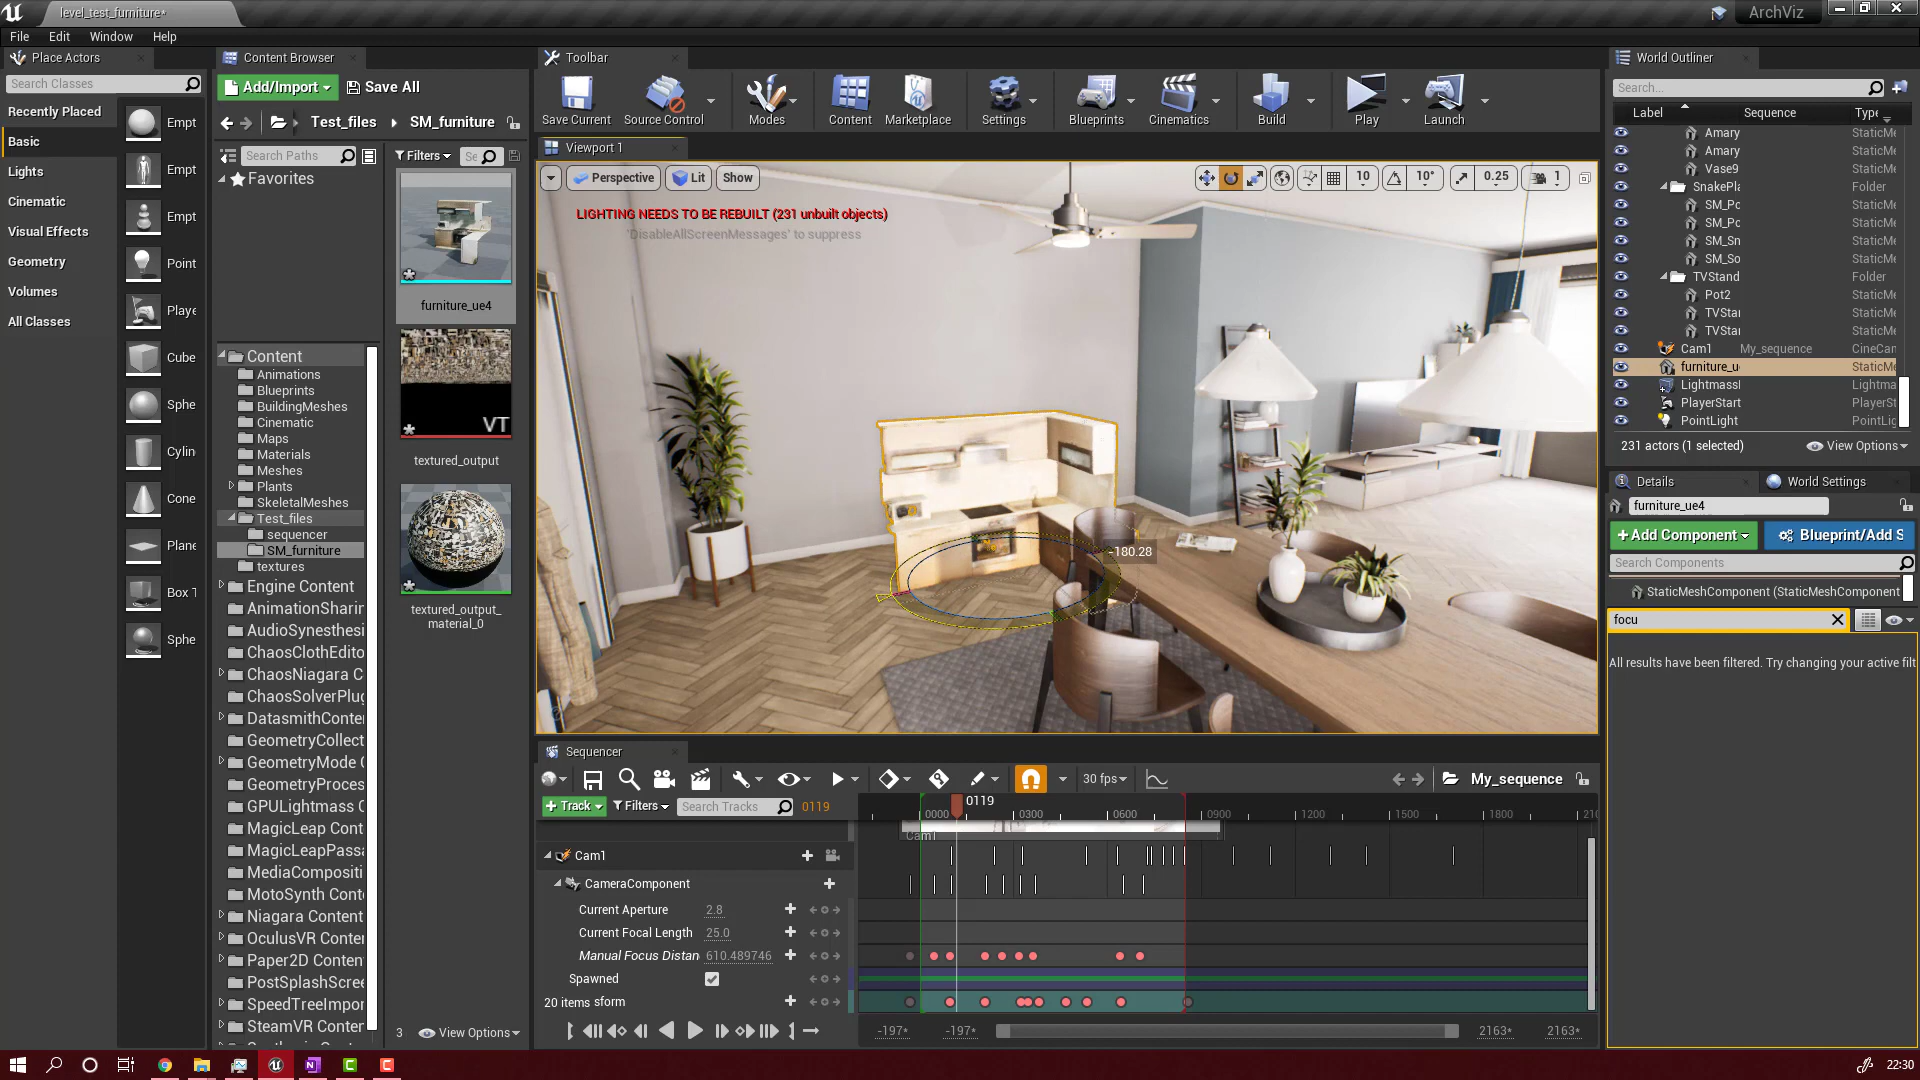 level_test_furniture*
ArchViz
File Edit Window Help
Place Actors
Search Classes
Recently Placed
Basic
Lights
Cinematic
Visual Effects
Geometry
Volumes
All Classes
Empt
Empt
Empt
Point
Playe
Cube
Sphe
Cylin
Cone
Plane
Box T
Sphe
Content Browser
Add/Import
Save All
Test_files
SM_furniture
Search Paths
Filters
Se
Favorites
Content
Animations
Blueprints
BuildingMeshes
Cinematic
Maps
Materials
Meshes
Plants
SkeletalMeshes
Test_files
sequencer
SM_furniture
textures
Engine Content
AnimationSharin
AudioSynesthesi
ChaosClothEdito
ChaosNiagara C
ChaosSolverPlug
DatasmithConte
GeometryCollect
GeometryMode C
GeometryProces
GPULightmass C
MagicLeap Cont
MagicLeapPass
MediaCompositi
MotoSynth Conte
Niagara Content
OculusVR Conter
Paper2D Content
PostSplashScree
SpeedTreeImpor
SteamVR Conter
furniture_ue4
VT
textured_output
textured_output_
material_0
3
View Options
Toolbar
Save Current
Source Control
Modes
Content
Marketplace
Settings
Blueprints
Cinematics
Build
Play
Launch
Viewport 1
Perspective
Lit
Show
10
10°
0.25
1
LIGHTING NEEDS TO BE REBUILT (231 unbuilt objects)
'DisableAllScreenMessages' to suppress
-180.28
Sequencer
30 fps
My_sequence
+ Track
Filters
Search Tracks
0119
0119
0000
0300
0600
0900
1200
1500
1800
210
Cam1
Cam1
CameraComponent
Current Aperture 2.8
Current Focal Length 25.0
Manual Focus Distan 610.489746
Spawned
20 items sform
-197*
-197*
2163*
2163*
World Outliner
Search...
Label Sequence Type
Amary StaticMe
Amary StaticMe
Vase9 StaticMe
SnakePla Folder
SM_Po StaticMe
SM_Po StaticMe
SM_Sn StaticMe
SM_So StaticMe
TVStand Folder
Pot2 StaticMe
TVStar StaticMe
TVStar StaticMe
Cam1 My_sequence CineCan
furniture_u StaticMe
LightmassI Lightma
PlayerStart PlayerSt
PointLight PointLig
231 actors (1 selected)
View Options
Details
World Settings
furniture_ue4
+ Add Component
Blueprint/Add S
Search Components
StaticMeshComponent (StaticMeshComponent
focu
All results have been filtered. Try changing your active filt
22:30